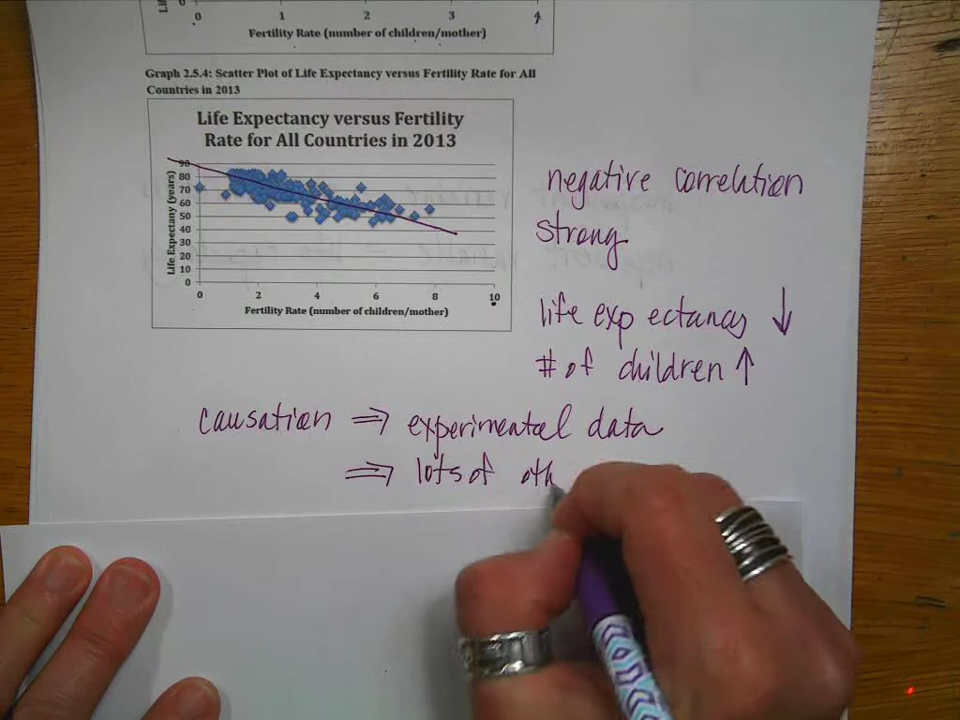 0 1 2 3 4
Fertility Rate (number of children/mother)
Graph 2.5.4: Scatter Plot of Life Expectancy versus Fertility Rate for All
Countries in 2013
Life Expectancy versus Fertility
Rate for All Countries in 2013
Life Expectany (years)
90
80
70
60
50
40
30
20
10
0
0 2 4 6 8 10
Fertility Rate (number of children/mother)
negative correlation
strong.
life expectancy ↓
# of children ↑
causation ⇒ experimental data
⇒ lots of oth